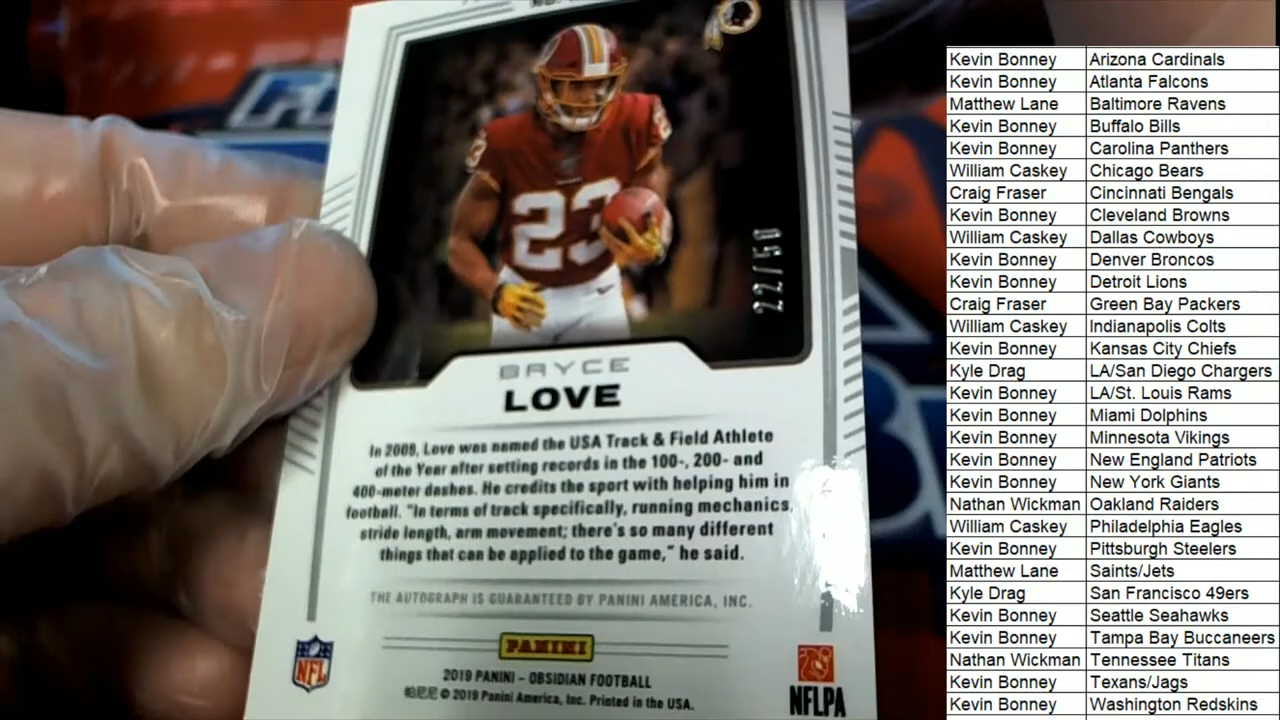 22/50
23
BRYCE
LOVE
In 2009, Love was named the USA Track & Field Athlete
of the Year after setting records in the 100-, 200- and
400-meter dashes. He credits the sport with helping him in
football. "In terms of track specifically, running mechanics,
stride length, arm movement; there's so many different
things that can be applied to the game," he said.
THE AUTOGRAPH IS GUARANTEED BY PANINI AMERICA, INC.
PANINI
NFL
2019 PANINI – OBSIDIAN FOOTBALL
帕尼尼 © 2019 Panini America, Inc. Printed in the USA.
NFLPA
Kevin Bonney Arizona Cardinals
Kevin Bonney Atlanta Falcons
Matthew Lane Baltimore Ravens
Kevin Bonney Buffalo Bills
Kevin Bonney Carolina Panthers
William Caskey Chicago Bears
Craig Fraser Cincinnati Bengals
Kevin Bonney Cleveland Browns
William Caskey Dallas Cowboys
Kevin Bonney Denver Broncos
Kevin Bonney Detroit Lions
Craig Fraser Green Bay Packers
William Caskey Indianapolis Colts
Kevin Bonney Kansas City Chiefs
Kyle Drag LA/San Diego Chargers
Kevin Bonney LA/St. Louis Rams
Kevin Bonney Miami Dolphins
Kevin Bonney Minnesota Vikings
Kevin Bonney New England Patriots
Kevin Bonney New York Giants
Nathan Wickman Oakland Raiders
William Caskey Philadelphia Eagles
Kevin Bonney Pittsburgh Steelers
Matthew Lane Saints/Jets
Kyle Drag San Francisco 49ers
Kevin Bonney Seattle Seahawks
Kevin Bonney Tampa Bay Buccaneers
Nathan Wickman Tennessee Titans
Kevin Bonney Texans/Jags
Kevin Bonney Washington Redskins